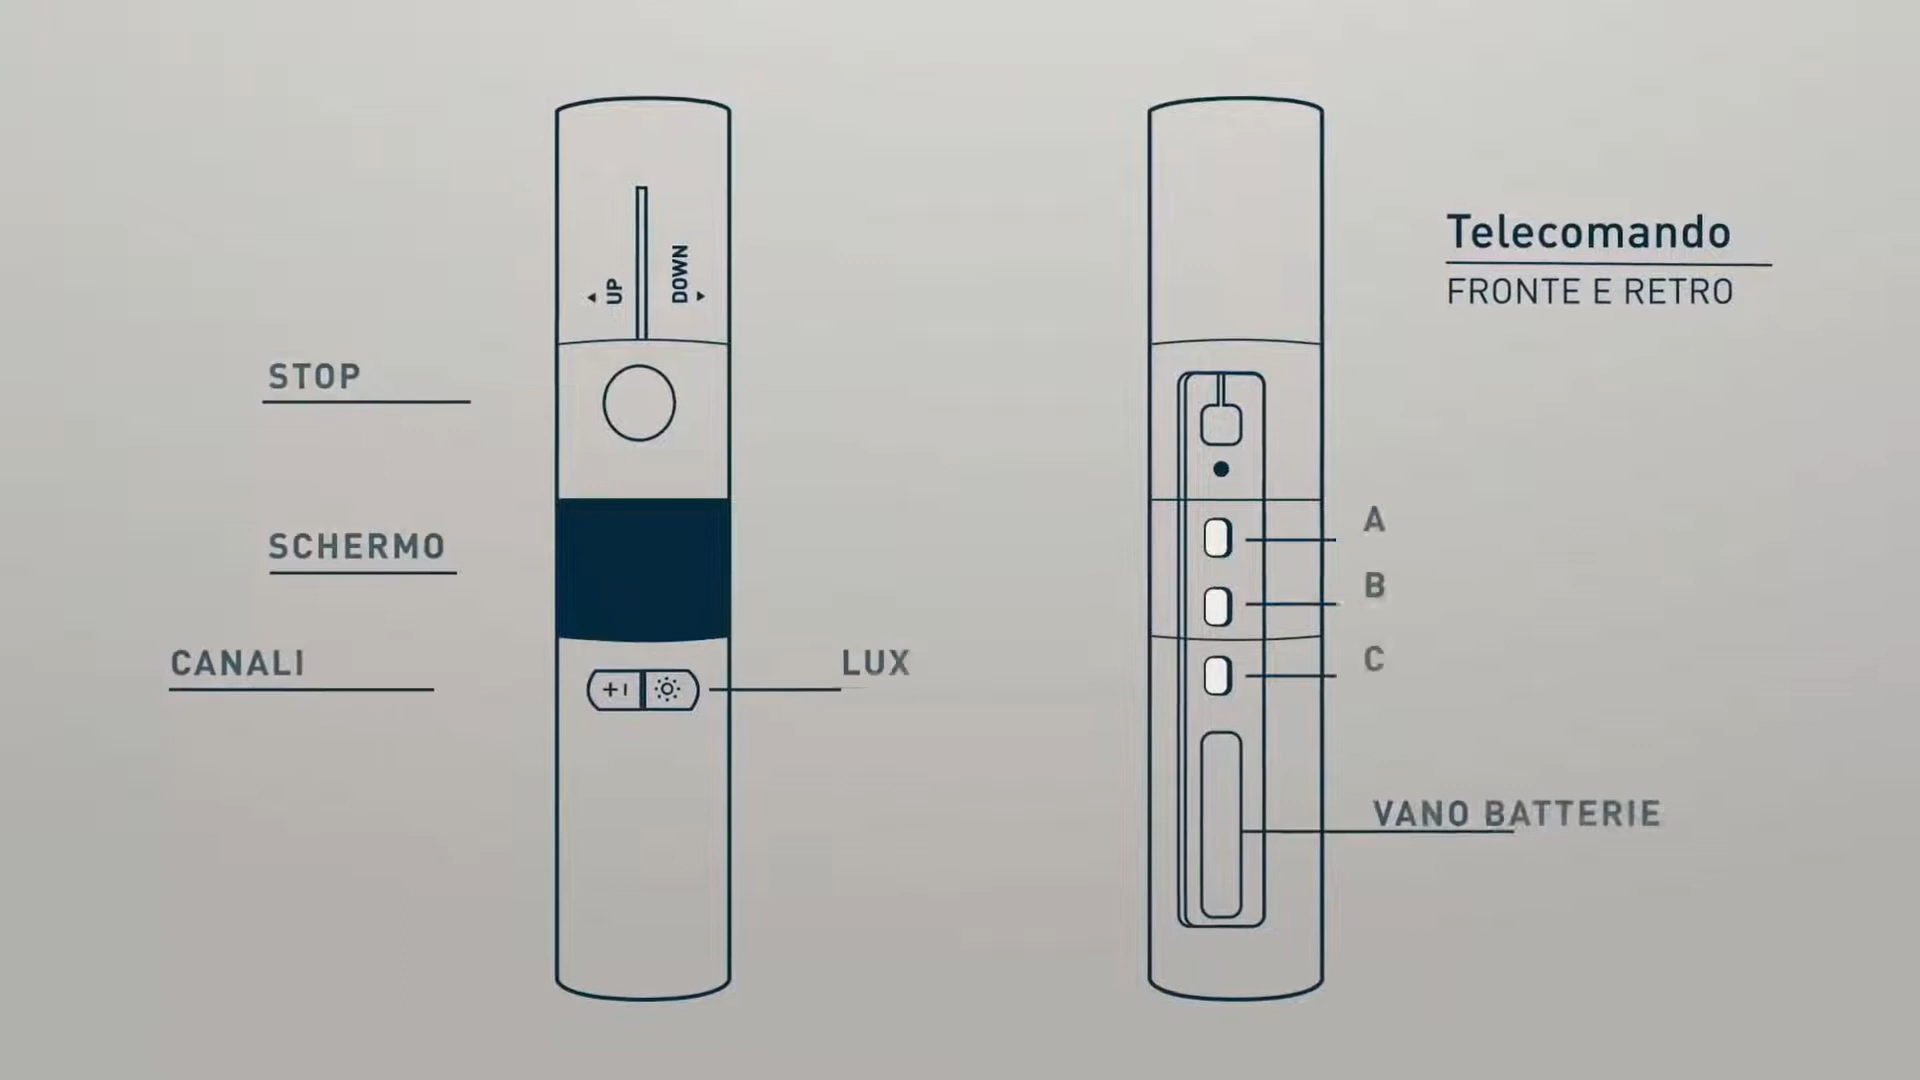 Telecomando
FRONTE E RETRO
UP
DOWN
STOP
SCHERMO
CANALI
+ -
LUX
A
B
C
VANO BATTERIE